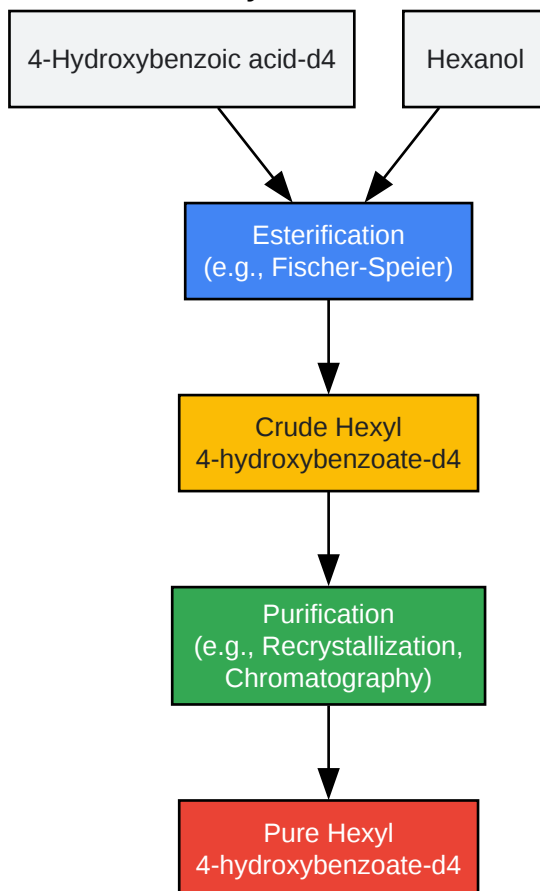 4-Hydroxybenzoic acid-d4
Hexanol
Esterification
(e.g., Fischer-Speier)
Crude Hexyl
4-hydroxybenzoate-d4
Purification
(e.g., Recrystallization,
Chromatography)
Pure Hexyl
4-hydroxybenzoate-d4